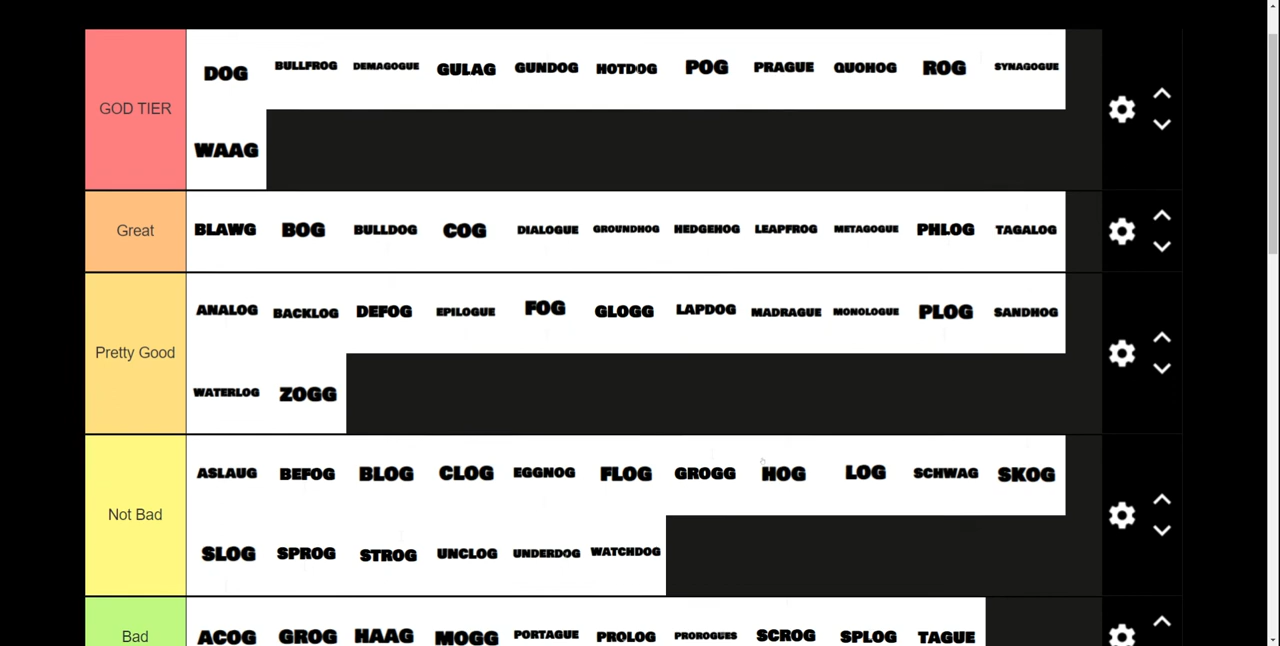 GOD TIER
DOG BULLFROG DEMAGOGUE GULAG GUNDOG HOTDOG POG PRAGUE QUOHOG ROG SYNAGOGUE
WAAG
Great
BLAWG BOG BULLDOG COG DIALOGUE GROUNDHOG HEDGEHOG LEAPFROG METAGOGUE PHLOG TAGALOG
Pretty Good
ANALOG BACKLOG DEFOG EPILOGUE FOG GLOGG LAPDOG MADRAGUE MONOLOGUE PLOG SANDHOG
WATERLOG ZOGG
Not Bad
ASLAUG BEFOG BLOG CLOG EGGNOG FLOG GROGG HOG LOG SCHWAG SKOG
SLOG SPROG STROG UNCLOG UNDERDOG WATCHDOG
Bad
ACOG GROG HAAG MOGG PORTAGUE PROLOG PROROGUES SCROG SPLOG TAGUE